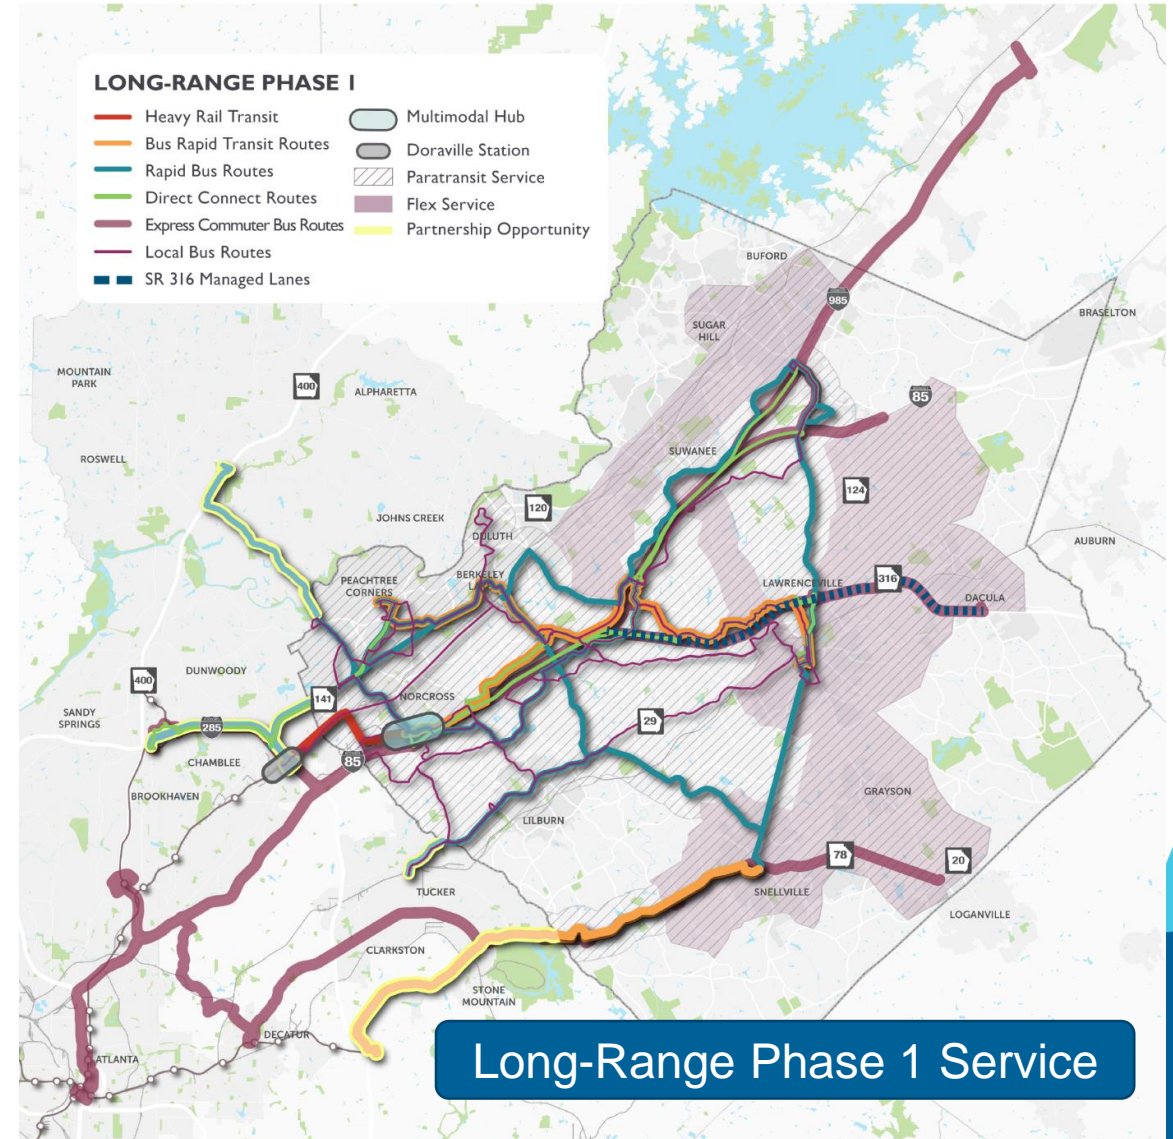 LONG-RANGE PHASE I
Heavy Rail Transit
Bus Rapid Transit Routes
Rapid Bus Routes
Direct Connect Routes
Express Commuter Bus Routes
Local Bus Routes
SR 316 Managed Lanes
Multimodal Hub
Doraville Station
Paratransit Service
Flex Service
Partnership Opportunity
BUFORD
985
BRASELTON
SUGAR
HILL
MOUNTAIN
PARK
400
ALPHARETTA
85
ROSWELL
SUWANEE
124
120
JOHNS CREEK
DULUTH
AUBURN
BERKELEY
PEACHTREE
CORNERS
LAWRENCEVILLE
316
DACULA
DUNWOODY
400
141
NORCROSS
SANDY
SPRINGS
285
29
CHAMBLEE
85
BROOKHAVEN
GRAYSON
LILBURN
78
20
TUCKER
SNELLVILLE
LOGANVILLE
CLARKSTON
STONE
MOUNTAIN
DECATUR
ATLANTA
Long-Range Phase 1 Service